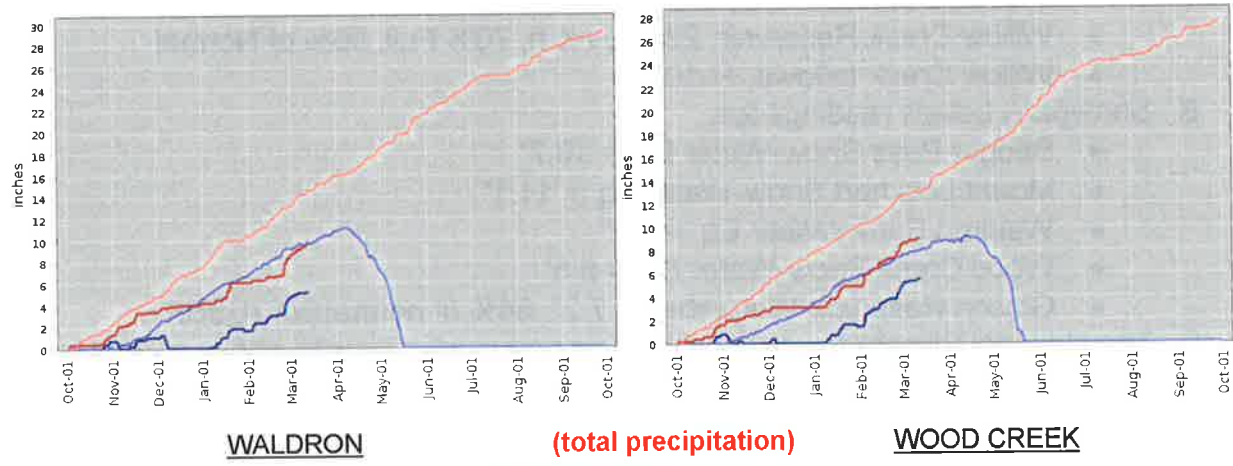 inches
30
28
26
24
22
20
18
16
14
12
10
8
6
4
2
0
Oct-01
Nov-01
Dec-01
Jan-01
Feb-01
Mar-01
Apr-01
May-01
Jun-01
Jul-01
Aug-01
Sep-01
Oct-01
inches
28
26
24
22
20
18
16
14
12
10
8
6
4
2
0
Oct-01
Nov-01
Dec-01
Jan-01
Feb-01
Mar-01
Apr-01
May-01
Jun-01
Jul-01
Aug-01
Sep-01
Oct-01
WALDRON
(total precipitation)
WOOD CREEK